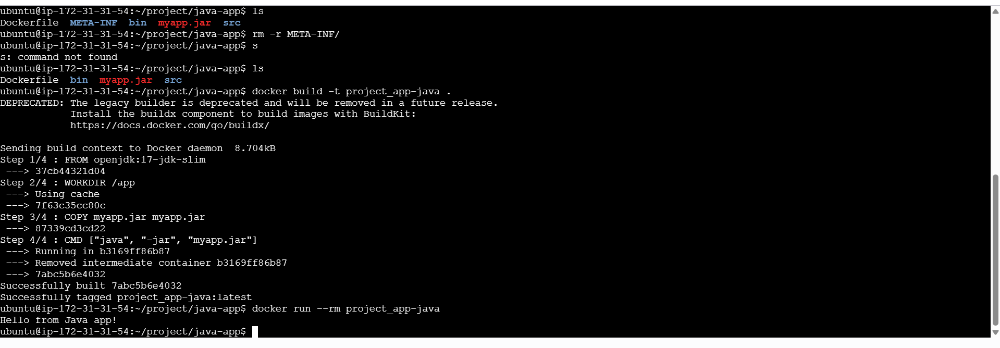 ubuntu@ip-172-31-31-54:~/project/java-app$ ls
Dockerfile  META-INF  bin  myapp.jar  src
ubuntu@ip-172-31-31-54:~/project/java-app$ rm -r META-INF/
ubuntu@ip-172-31-31-54:~/project/java-app$ s
s: command not found
ubuntu@ip-172-31-31-54:~/project/java-app$ ls
Dockerfile  bin  myapp.jar  src
ubuntu@ip-172-31-31-54:~/project/java-app$ docker build -t project_app-java .
DEPRECATED: The legacy builder is deprecated and will be removed in a future release.
            Install the buildx component to build images with BuildKit:
            https://docs.docker.com/go/buildx/

Sending build context to Docker daemon  8.704kB
Step 1/4 : FROM openjdk:17-jdk-slim
 ---> 37cb44321d04
Step 2/4 : WORKDIR /app
 ---> Using cache
 ---> 7f63c35cc80c
Step 3/4 : COPY myapp.jar myapp.jar
 ---> 87339cd3cd22
Step 4/4 : CMD ["java", "-jar", "myapp.jar"]
 ---> Running in b3169ff86b87
 ---> Removed intermediate container b3169ff86b87
 ---> 7abc5b6e4032
Successfully built 7abc5b6e4032
Successfully tagged project_app-java:latest
ubuntu@ip-172-31-31-54:~/project/java-app$ docker run --rm project_app-java
Hello from Java app!
ubuntu@ip-172-31-31-54:~/project/java-app$